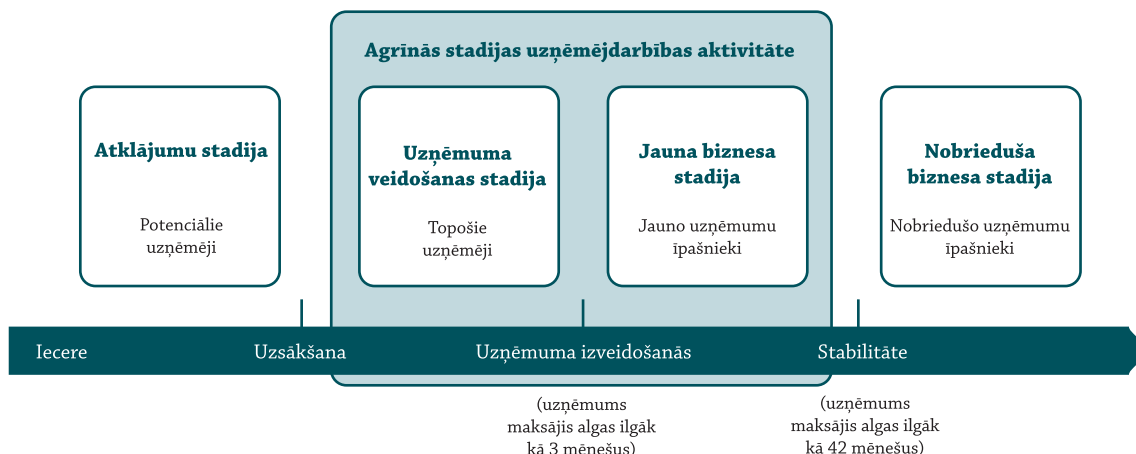 Agrīnās stadijas uzņēmējdarbības aktivitāte
Atklājumu stadija
Potenciālie
uzņēmēji
Uzņēmuma
veidošanas stadija
Topošie
uzņēmēji
Jauna biznesa
stadija
Jauno uzņēmumu
īpašnieki
Nobrieduša
biznesa stadija
Nobriedušo uzņēmumu
īpašnieki
Iecere
Uzsākšana
Uzņēmuma izveidošanās
Stabilitāte
(uzņēmums
maksājis algas ilgāk
kā 3 mēnešus)
(uzņēmums
maksājis algas ilgāk
kā 42 mēnešus)